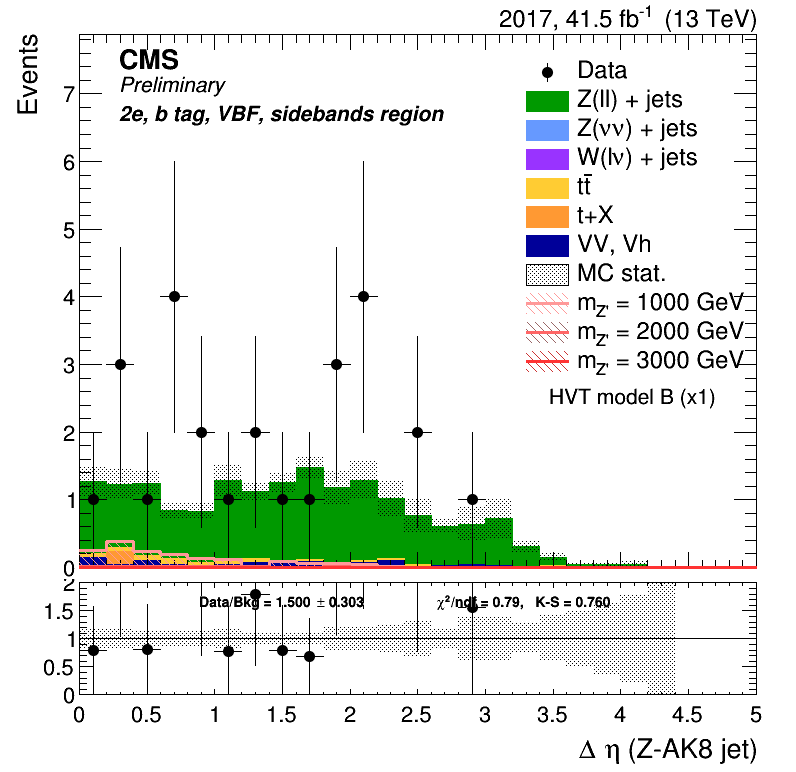 2017, 41.5 fb⁻¹ (13 TeV)
CMS
Preliminary
2e, b tag, VBF, sidebands region
Events
7
6
5
4
3
2
1
0
Data
Z(ll) + jets
Z(νν) + jets
W(lν) + jets
tt̄
t+X
VV, Vh
MC stat.
m_Z' = 1000 GeV
m_Z' = 2000 GeV
m_Z' = 3000 GeV
HVT model B (x1)
2
1.5
1
0.5
0
Data/Bkg = 1.500 ± 0.303
χ²/ndf = 0.79, K-S = 0.760
0 0.5 1 1.5 2 2.5 3 3.5 4 4.5 5
Δ η (Z-AK8 jet)